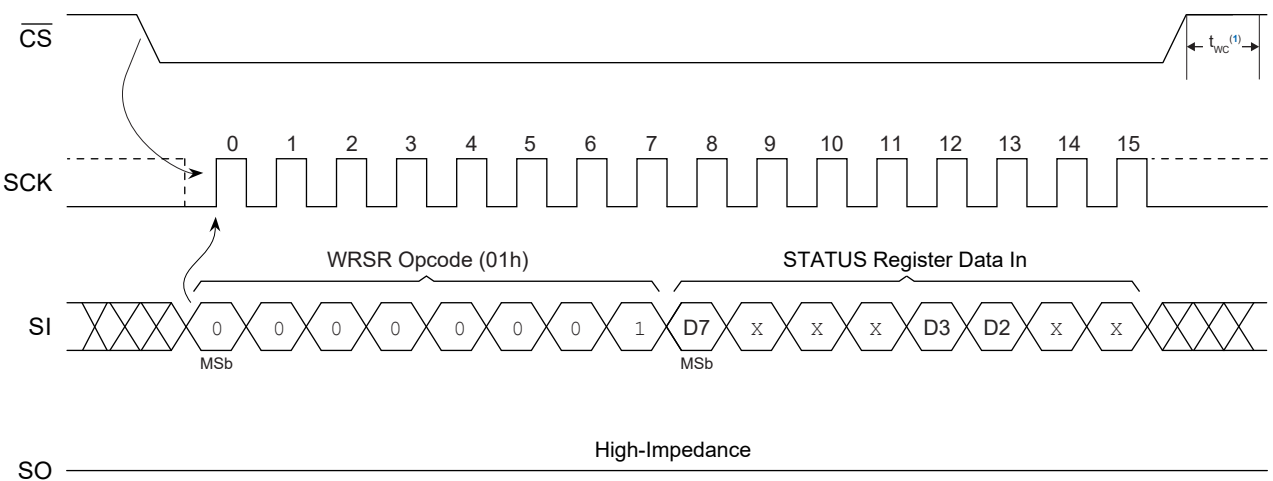 CS
t_WC(1)
0 1 2 3 4 5 6 7 8 9 10 11 12 13 14 15
SCK
WRSR Opcode (01h) STATUS Register Data In
SI 0 0 0 0 0 0 0 1 D7 X X X D3 D2 X X
MSb MSb
High-Impedance
SO